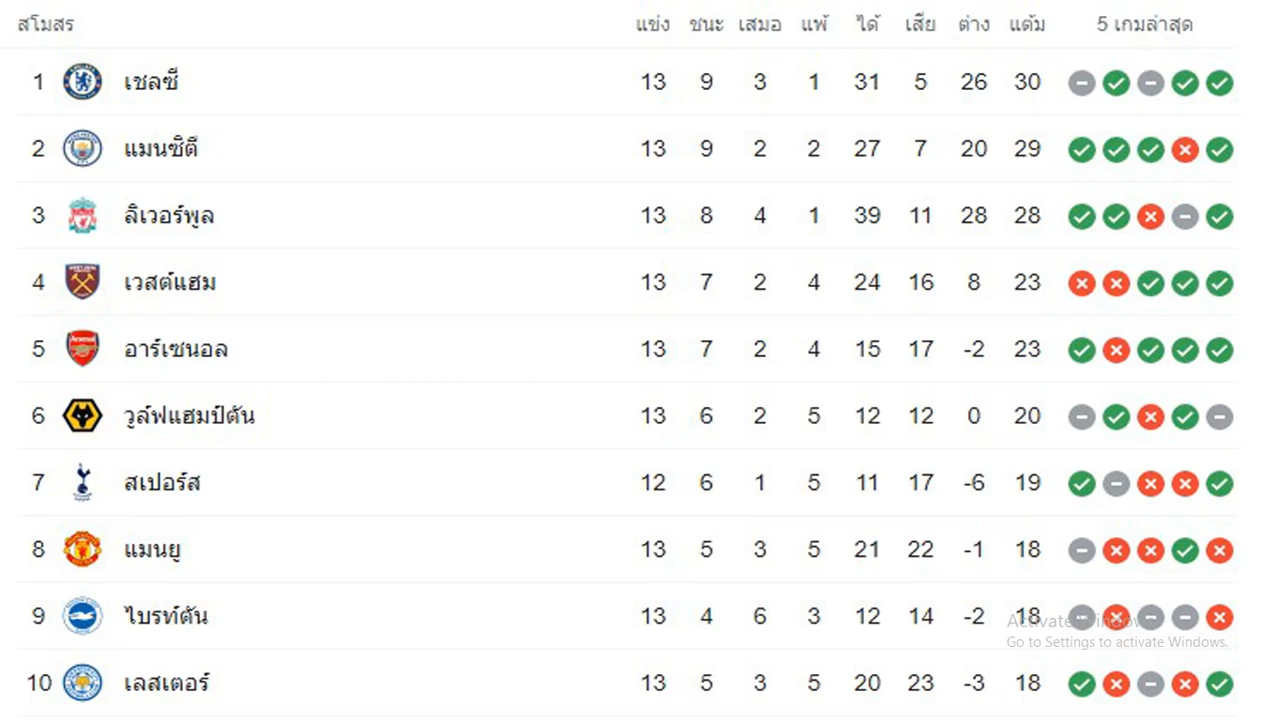 สโมสร แข่ง ชนะ เสมอ แพ้ ได้ เสีย ต่าง แต้ม 5 เกมล่าสุด
1 เชลซี 13 9 3 1 31 5 26 30
2 แมนซิตี 13 9 2 2 27 7 20 29
3 ลิเวอร์พูล 13 8 4 1 39 11 28 28
4 เวสต์แฮม 13 7 2 4 24 16 8 23
5 อาร์เซนอล 13 7 2 4 15 17 -2 23
6 วูล์ฟแฮมป์ตัน 13 6 2 5 12 12 0 20
7 สเปอร์ส 12 6 1 5 11 17 -6 19
8 แมนยู 13 5 3 5 21 22 -1 18
9 ไบรท์ตัน 13 4 6 3 12 14 -2 18
Activate Windows
Go to Settings to activate Windows.
10 เลสเตอร์ 13 5 3 5 20 23 -3 18